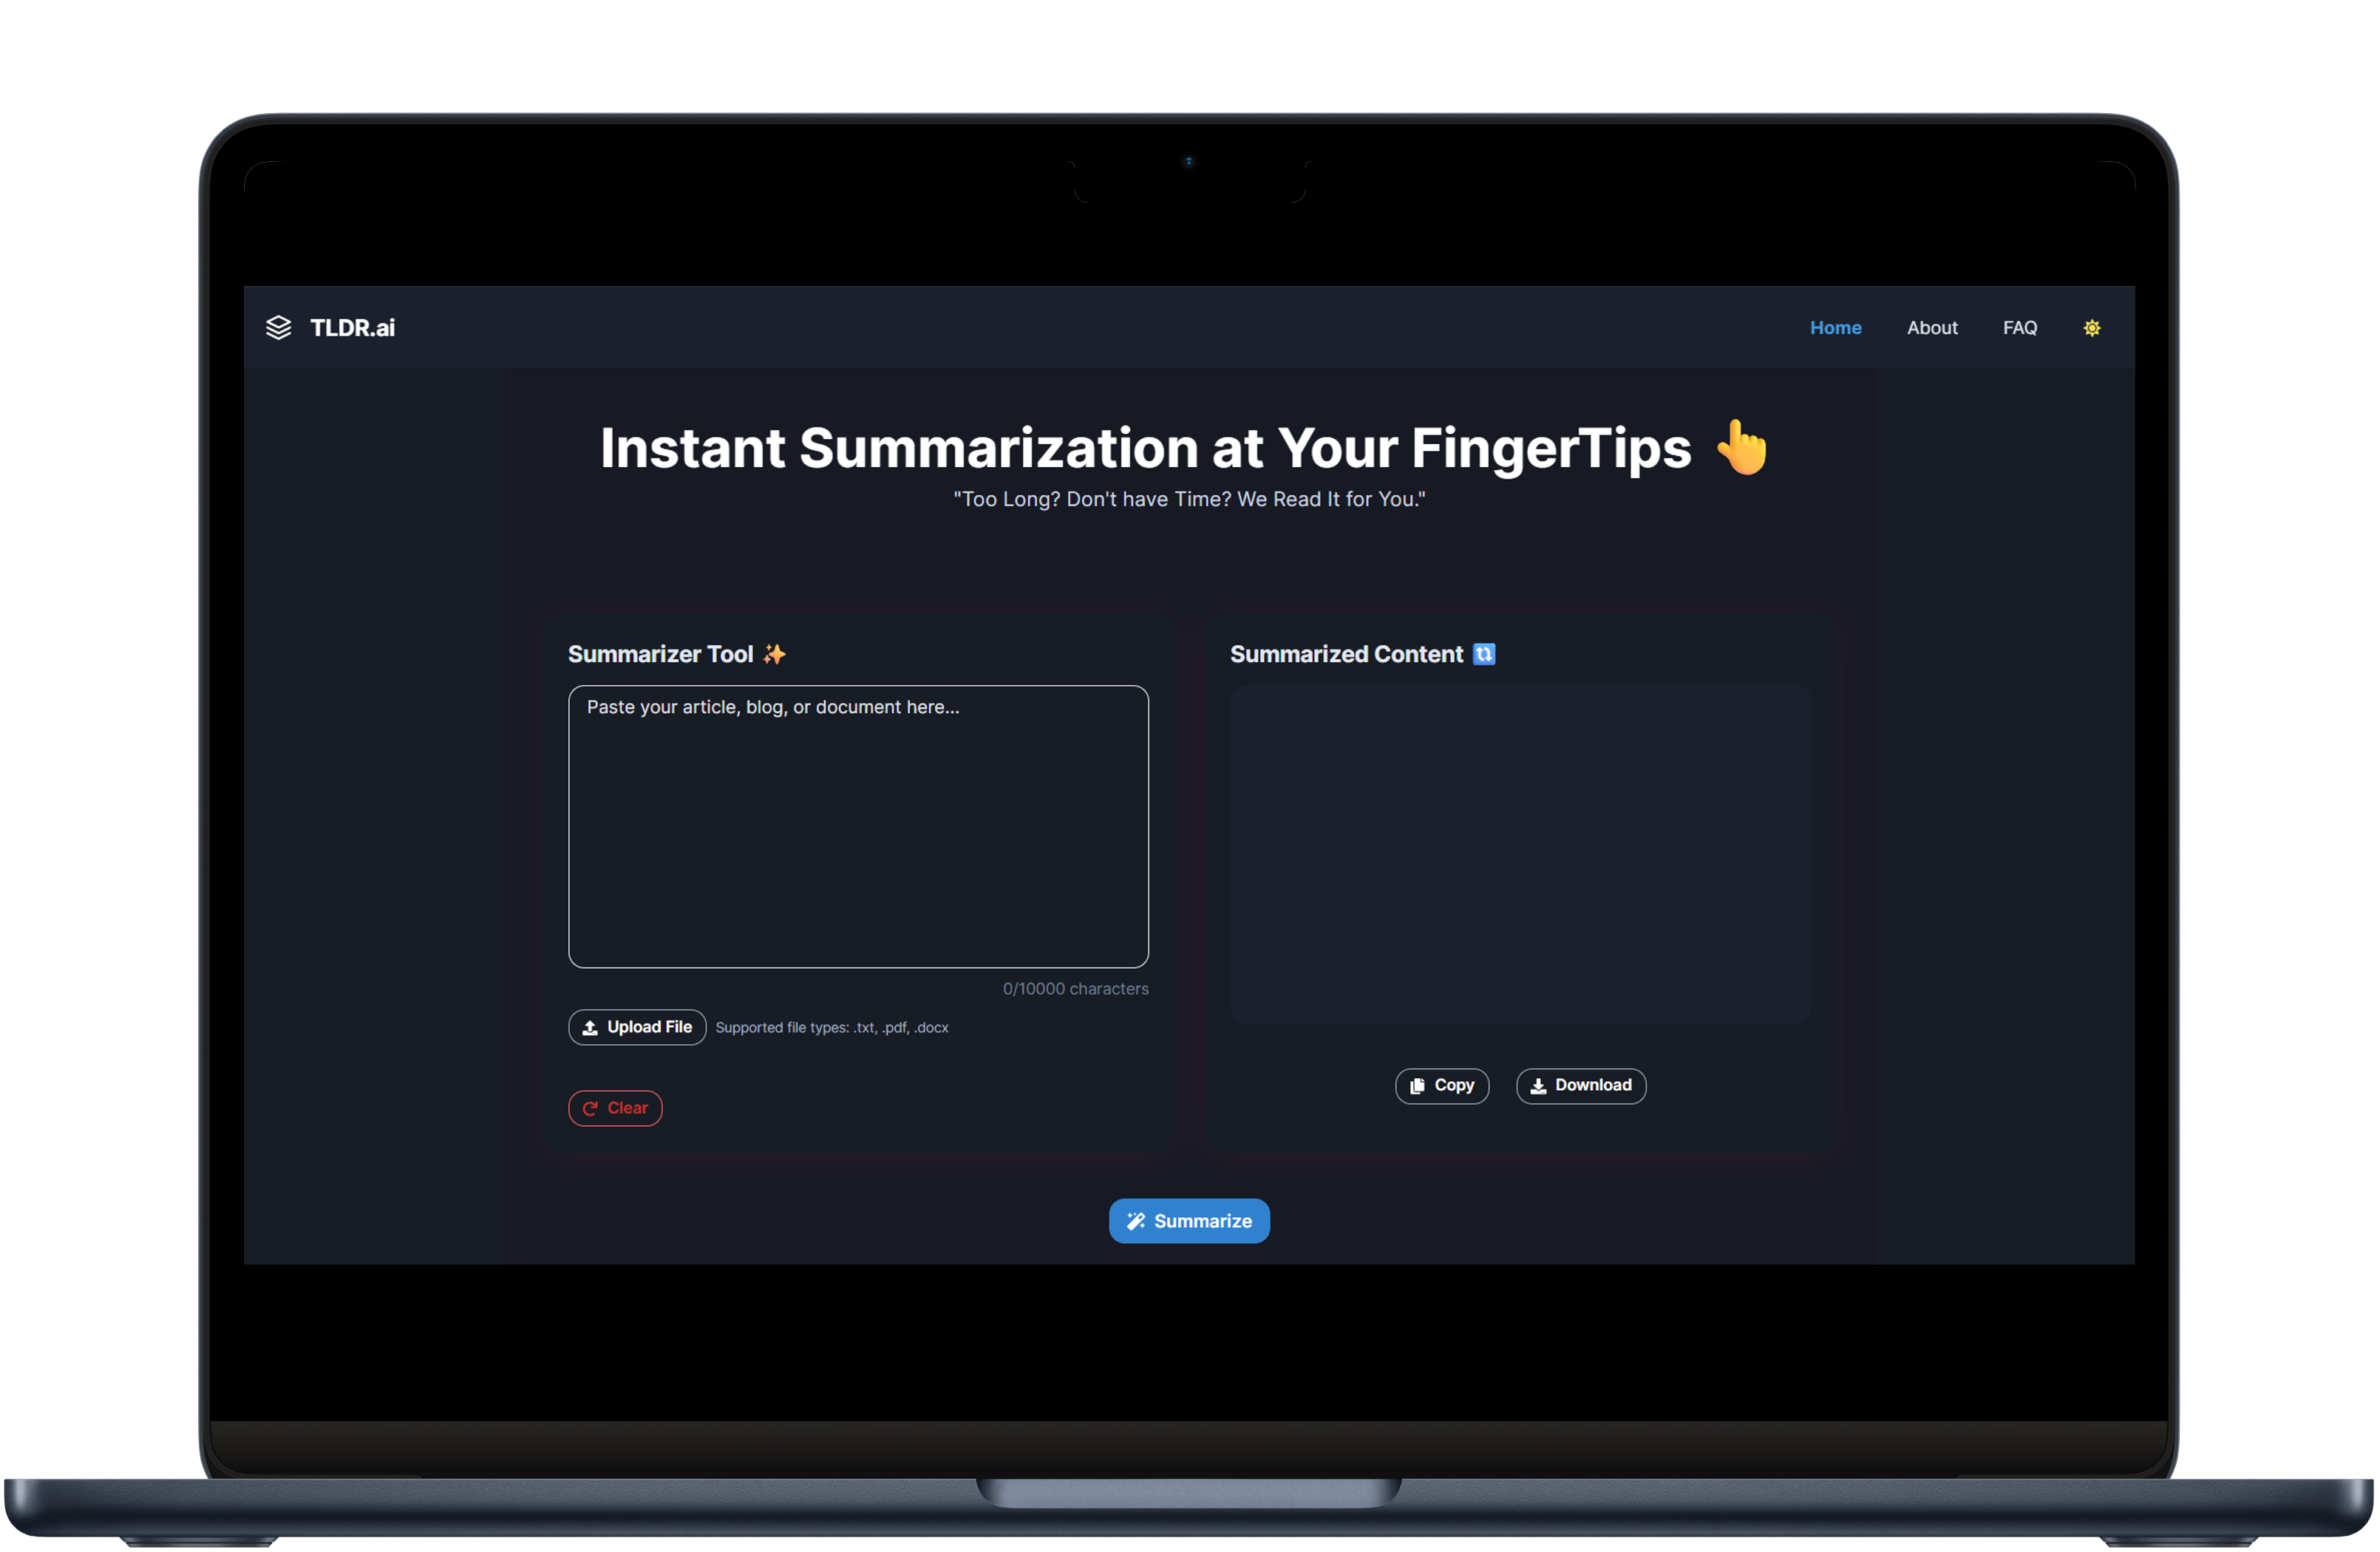 TLDR.ai
Home About FAQ
Instant Summarization at Your FingerTips 👆
"Too Long? Don't have Time? We Read It for You."
Summarizer Tool ✨
Paste your article, blog, or document here...
0/10000 characters
Upload File Supported file types: .txt, .pdf, .docx
Clear
Summarized Content 🔃
Copy Download
Summarize